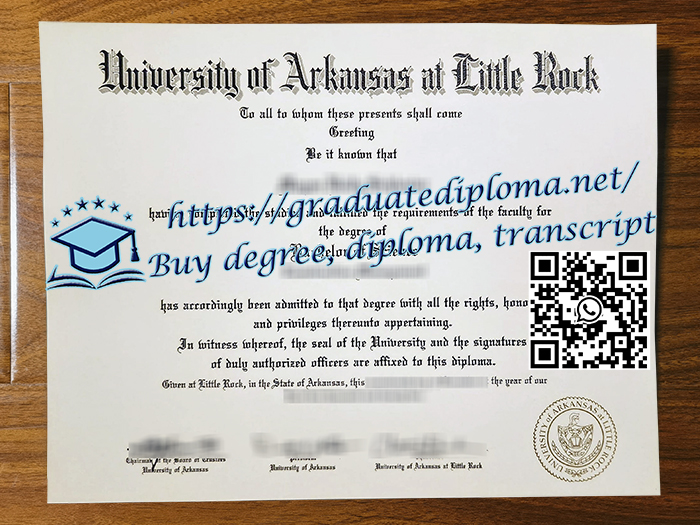 University of Arkansas at Little Rock
To all to whom these presents shall come
Greeting
Be it known that
https://graduatediploma.net/
the studies and fulfilled the requirements of the faculty for
the degree of
Buy degree, diploma, transcript
has accordingly been admitted to that degree with all the rights,
and privileges thereunto appertaining.
In witness whereof, the seal of the University and the signatures
of duly authorized officers are affixed to this diploma.
Given at Little Rock, in the State of Arkansas, this the year of our
Chairman of the Board of Trustees
University of Arkansas
University of Arkansas
University of Arkansas at Little Rock
UNIVERSITY OF ARKANSAS AT LITTLE ROCK